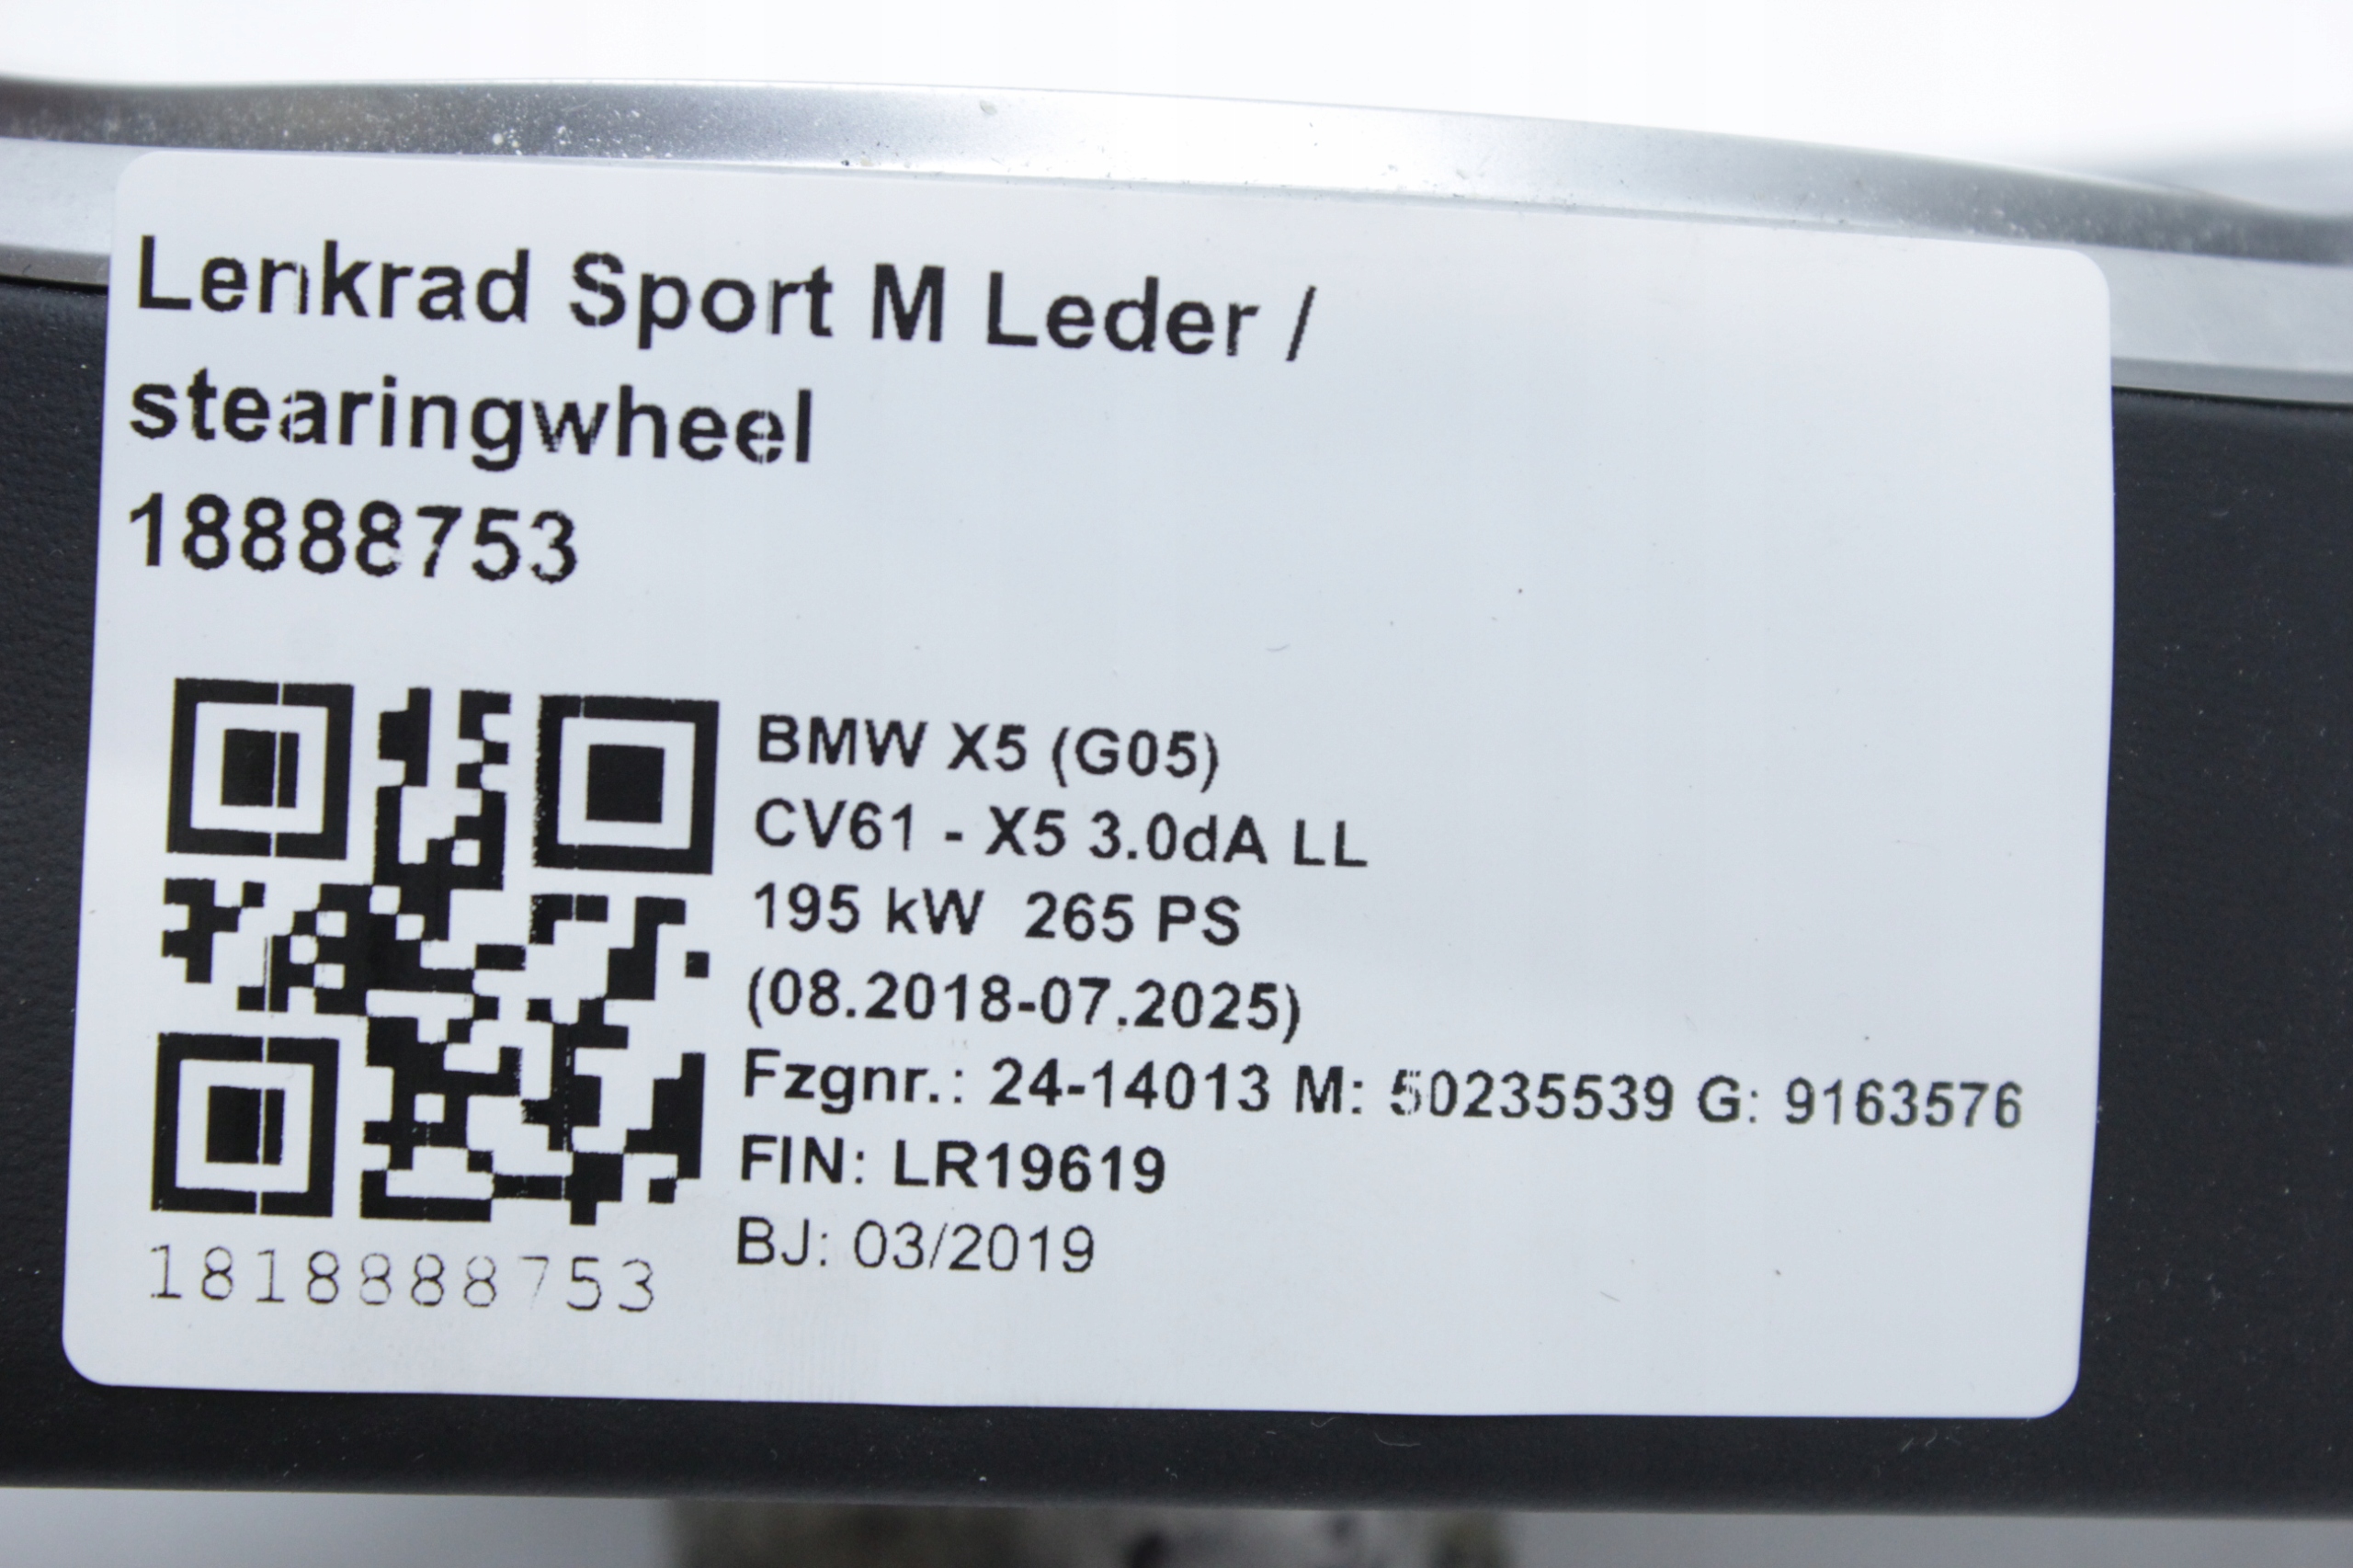 Lenkrad Sport M Leder /
stearingwheel
18888753
BMW X5 (G05)
CV61 - X5 3.0dA LL
195 kW 265 PS
(08.2018-07.2025)
Fzgnr.: 24-14013 M: 50235539 G: 9163576
FIN: LR19619
BJ: 03/2019
1818888753